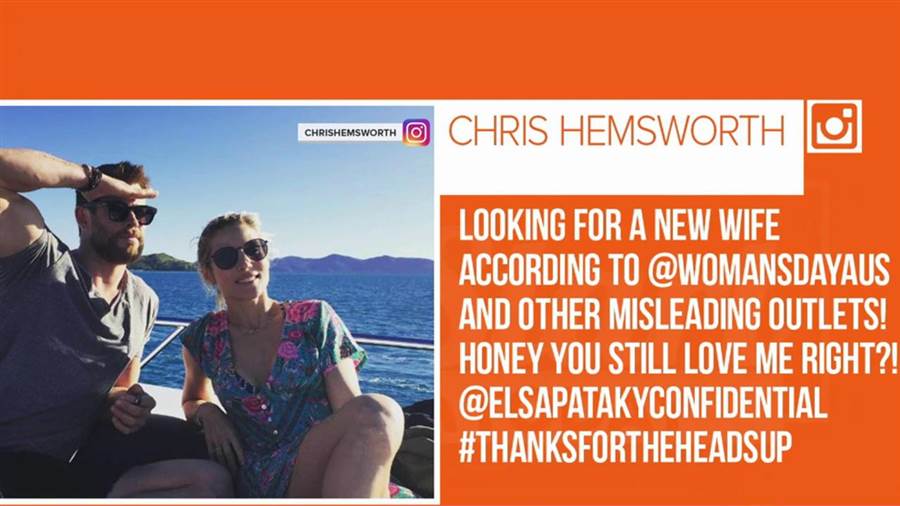 CHRISHEMSWORTH
CHRIS HEMSWORTH
LOOKING FOR A NEW WIFE
ACCORDING TO @WOMANSDAYAUS
AND OTHER MISLEADING OUTLETS!
HONEY YOU STILL LOVE ME RIGHT?!
@ELSAPATAKYCONFIDENTIAL
#THANKSFORTHEHEADSUP